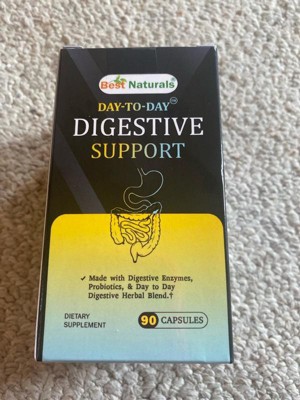 Best Naturals®
DAY-TO-DAY™
DIGESTIVE
SUPPORT
✓ Made with Digestive Enzymes,
Probiotics, & Day to Day
Digestive Herbal Blend.†
DIETARY
SUPPLEMENT
90 CAPSULES